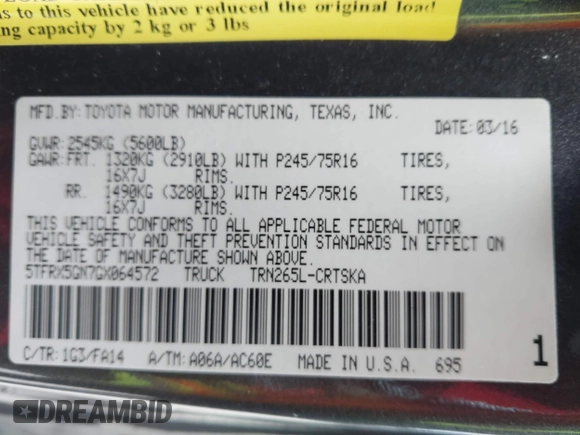 s to this vehicle have reduced the original load
ng capacity by 2 kg or 3 lbs
MFD.BY:TOYOTA MOTOR MANUFACTURING, TEXAS, INC.
DATE:03/16
GVWR:2545KG (5600LB)
GAWR:FRT. 1320KG (2910LB) WITH P245/75R16 TIRES,
16X7J RIMS.
RR. 1490KG (3280LB) WITH P245/75R16 TIRES,
16X7J RIMS.
THIS VEHICLE CONFORMS TO ALL APPLICABLE FEDERAL MOTOR
VEHICLE SAFETY AND THEFT PREVENTION STANDARDS IN EFFECT ON
THE DATE OF MANUFACTURE SHOWN ABOVE.
5TFRX5GN7GX064572 TRUCK TRN265L-CRTSKA
C/TR:1G3/FA14 A/TM:A06A/AC60E MADE IN U.S.A. 695 1
DREAMBID